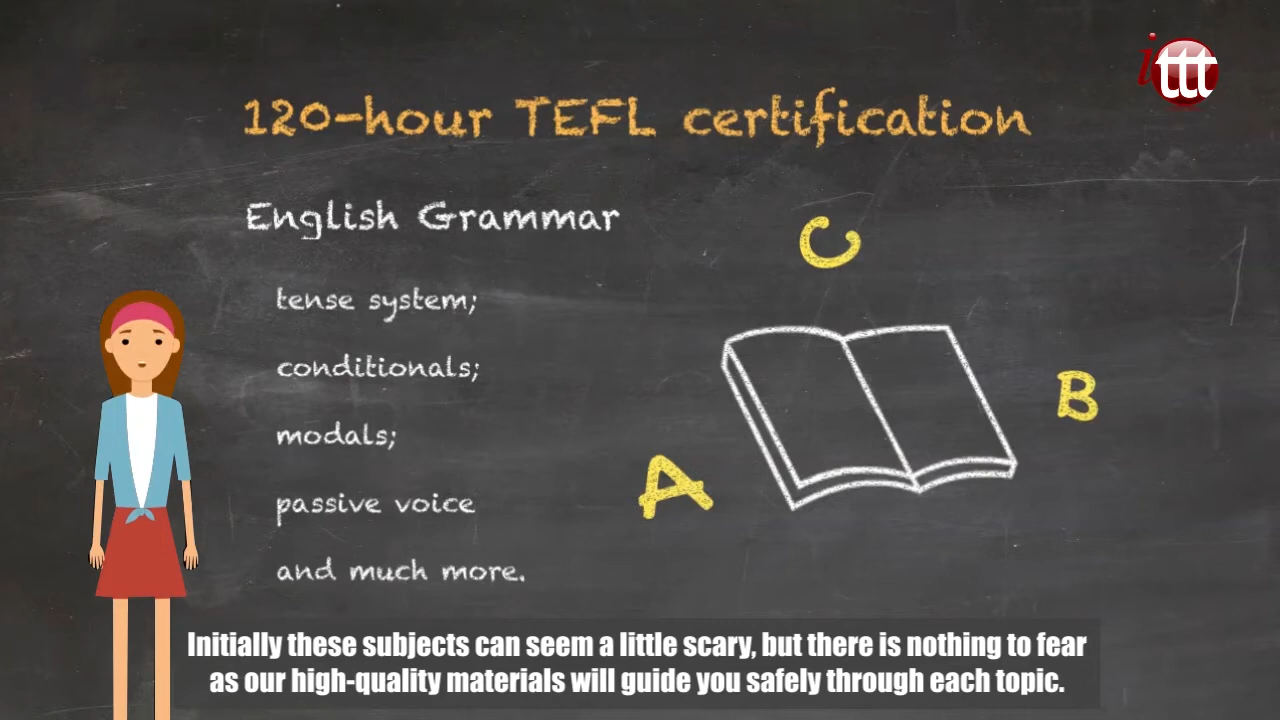 ittt
120-hour TEFL certification
English Grammar
tense system;
conditionals;
modals;
passive voice
and much more.
C
B
A
Initially these subjects can seem a little scary, but there is nothing to fear
as our high-quality materials will guide you safely through each topic.